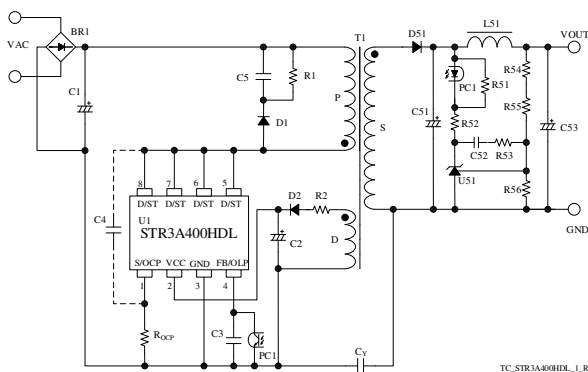 BR1
VAC
C1
C5
R1
D1
T1
P
S
D51
L51
VOUT
PC1
R51
R54
R55
C51
R52
C53
C52
R53
U51
R56
GND
8
7
6
5
D/ST
D/ST
D/ST
D/ST
U1
STR3A400HDL
C4
S/OCP
VCC
GND
FB/OLP
1
2
3
4
D2
R2
C2
D
ROCP
C3
PC1
CY
TC_STR3A400HDL_1_R